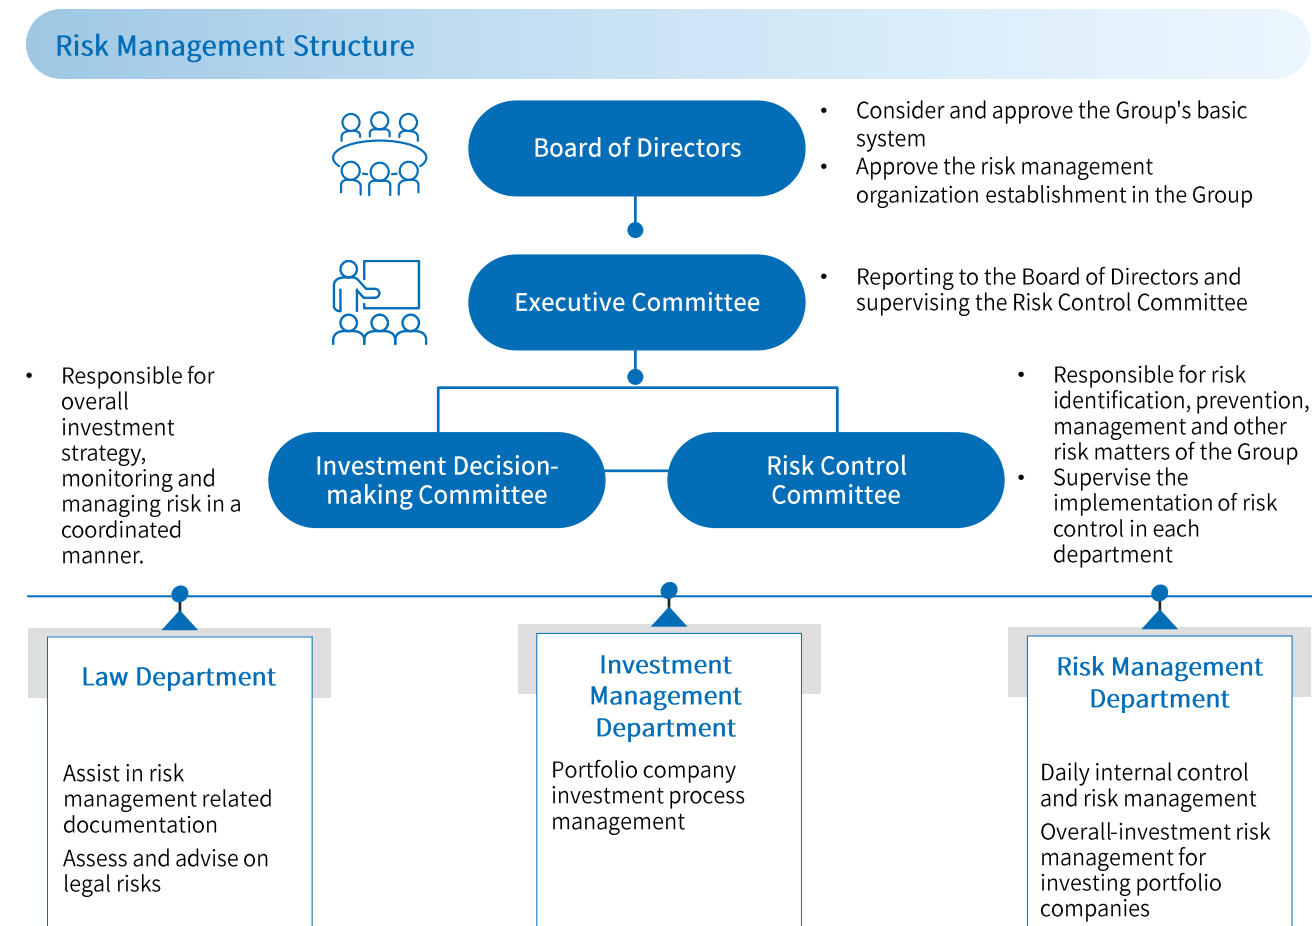 Risk Management Structure
Board of Directors
• Consider and approve the Group's basic
system
• Approve the risk management
organization establishment in the Group
Executive Committee
• Reporting to the Board of Directors and
supervising the Risk Control Committee
• Responsible for
overall
investment
strategy,
monitoring and
managing risk in a
coordinated
manner.
Investment Decision-
making Committee
Risk Control
Committee
• Responsible for risk
identification, prevention,
management and other
risk matters of the Group
• Supervise the
implementation of risk
control in each
department
Law Department
Assist in risk
management related
documentation
Assess and advise on
legal risks
Investment
Management
Department
Portfolio company
investment process
management
Risk Management
Department
Daily internal control
and risk management
Overall-investment risk
management for
investing portfolio
companies